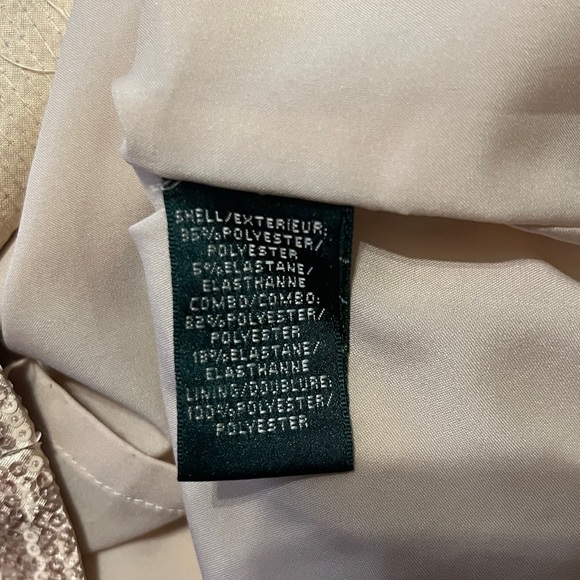 SHELL/EXTERIEUR:
95%POLYESTER/
POLYESTER
5%ELASTANE/
ELASTHANNE
COMBO/COMBO:
82%POLYESTER/
POLYESTER
18%ELASTANE/
ELASTHANNE
LINING/DOUBLURE:
100%POLYESTER/
POLYESTER